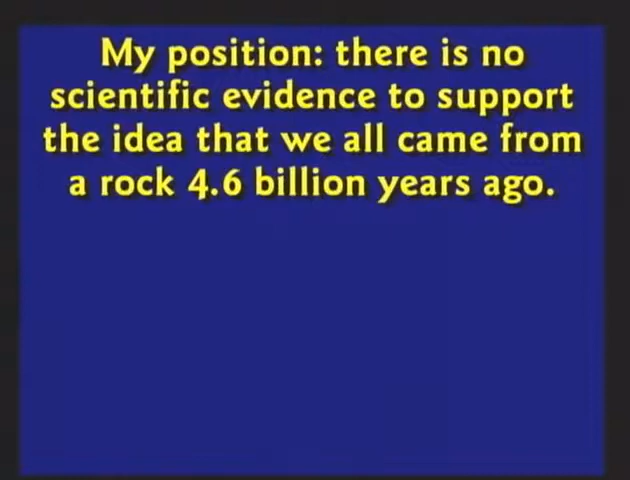 My position: there is no
scientific evidence to support
the idea that we all came from
a rock 4.6 billion years ago.